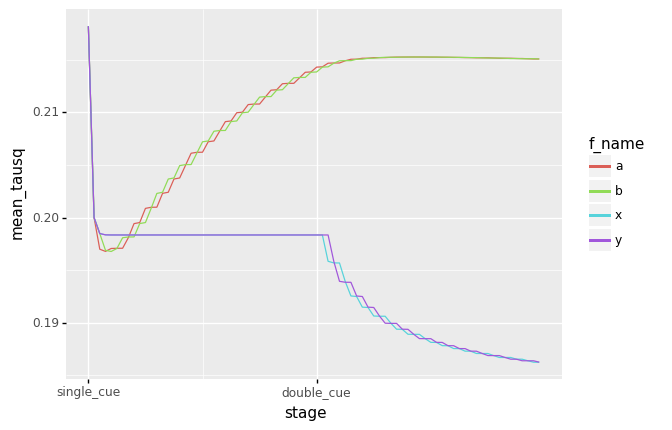 mean_tausq
0.21
0.20
0.19
single_cue
double_cue
stage
f_name
a
b
x
y